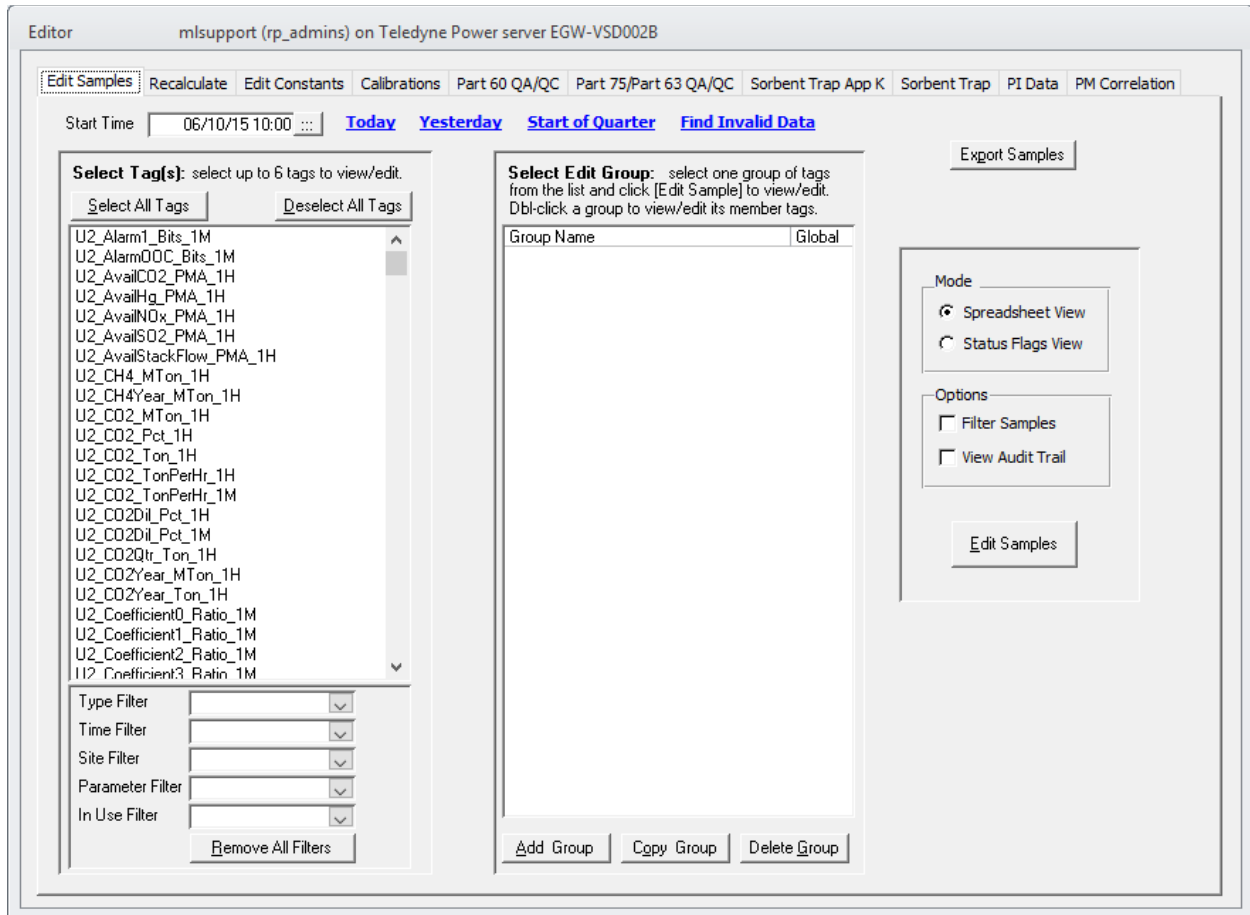 Editor mlsupport (rp_admins) on Teledyne Power server EGW-VSD002B
Edit Samples Recalculate Edit Constants Calibrations Part 60 QA/QC Part 75/Part 63 QA/QC Sorbent Trap App K Sorbent Trap PI Data PM Correlation
Start Time 06/10/15 10:00 ... Today Yesterday Start of Quarter Find Invalid Data
Export Samples
Select Tag(s): select up to 6 tags to view/edit.
Select All Tags Deselect All Tags
U2_Alarm1_Bits_1M
U2_AlarmOOC_Bits_1M
U2_AvailCO2_PMA_1H
U2_AvailHg_PMA_1H
U2_AvailNOx_PMA_1H
U2_AvailSO2_PMA_1H
U2_AvailStackFlow_PMA_1H
U2_CH4_MTon_1H
U2_CH4Year_MTon_1H
U2_CO2_MTon_1H
U2_CO2_Pct_1H
U2_CO2_Ton_1H
U2_CO2_TonPerHr_1H
U2_CO2_TonPerHr_1M
U2_CO2Dil_Pct_1H
U2_CO2Dil_Pct_1M
U2_CO2Qtr_Ton_1H
U2_CO2Year_MTon_1H
U2_CO2Year_Ton_1H
U2_Coefficient0_Ratio_1M
U2_Coefficient1_Ratio_1M
U2_Coefficient2_Ratio_1M
U2_Coefficient3_Ratio_1M
Type Filter
Time Filter
Site Filter
Parameter Filter
In Use Filter
Remove All Filters
Select Edit Group: select one group of tags
from the list and click [Edit Sample] to view/edit.
Dbl-click a group to view/edit its member tags.
Group Name Global
Add Group Copy Group Delete Group
Mode
Spreadsheet View
Status Flags View
Options
Filter Samples
View Audit Trail
Edit Samples